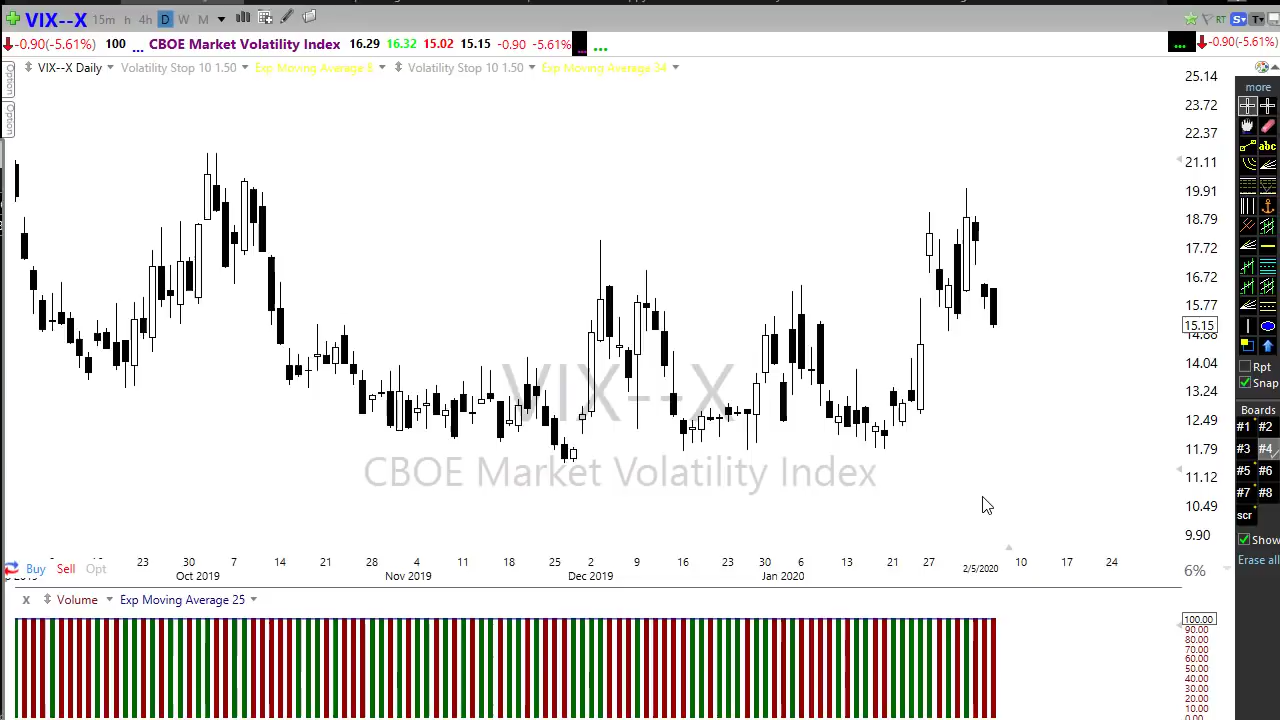 VIX--X 15m h 4h D W M RT S T
-0.90(-5.61%) 100 ... CBOE Market Volatility Index 16.29 16.32 15.02 15.15 -0.90 -5.61% ... ... ... -0.90(-5.61%)
VIX--X Daily Volatility Stop 10 1.50 Exp Moving Average 8 Volatility Stop 10 1.50 Exp Moving Average 34
Option
Option
more
abc
25.14
23.72
22.37
21.11
19.91
18.79
17.72
16.72
15.77
15.15
14.88
14.04
13.24
12.49
11.79
11.12
10.49
9.90
6%
Rpt
Snap
Boards
#1 #2
#3 #4
#5 #6
#7 #8
scr
Show
Erase all
VIX--X
CBOE Market Volatility Index
23 30 7 14 21 28 4 11 18 25 2 9 16 23 30 6 13 21 27 2/5/2020 10 17 24
Oct 2019 Nov 2019 Dec 2019 Jan 2020
Buy Sell Opt
x Volume Exp Moving Average 25
100.00
90.00
80.00
70.00
60.00
50.00
40.00
30.00
20.00
10.00
0.00